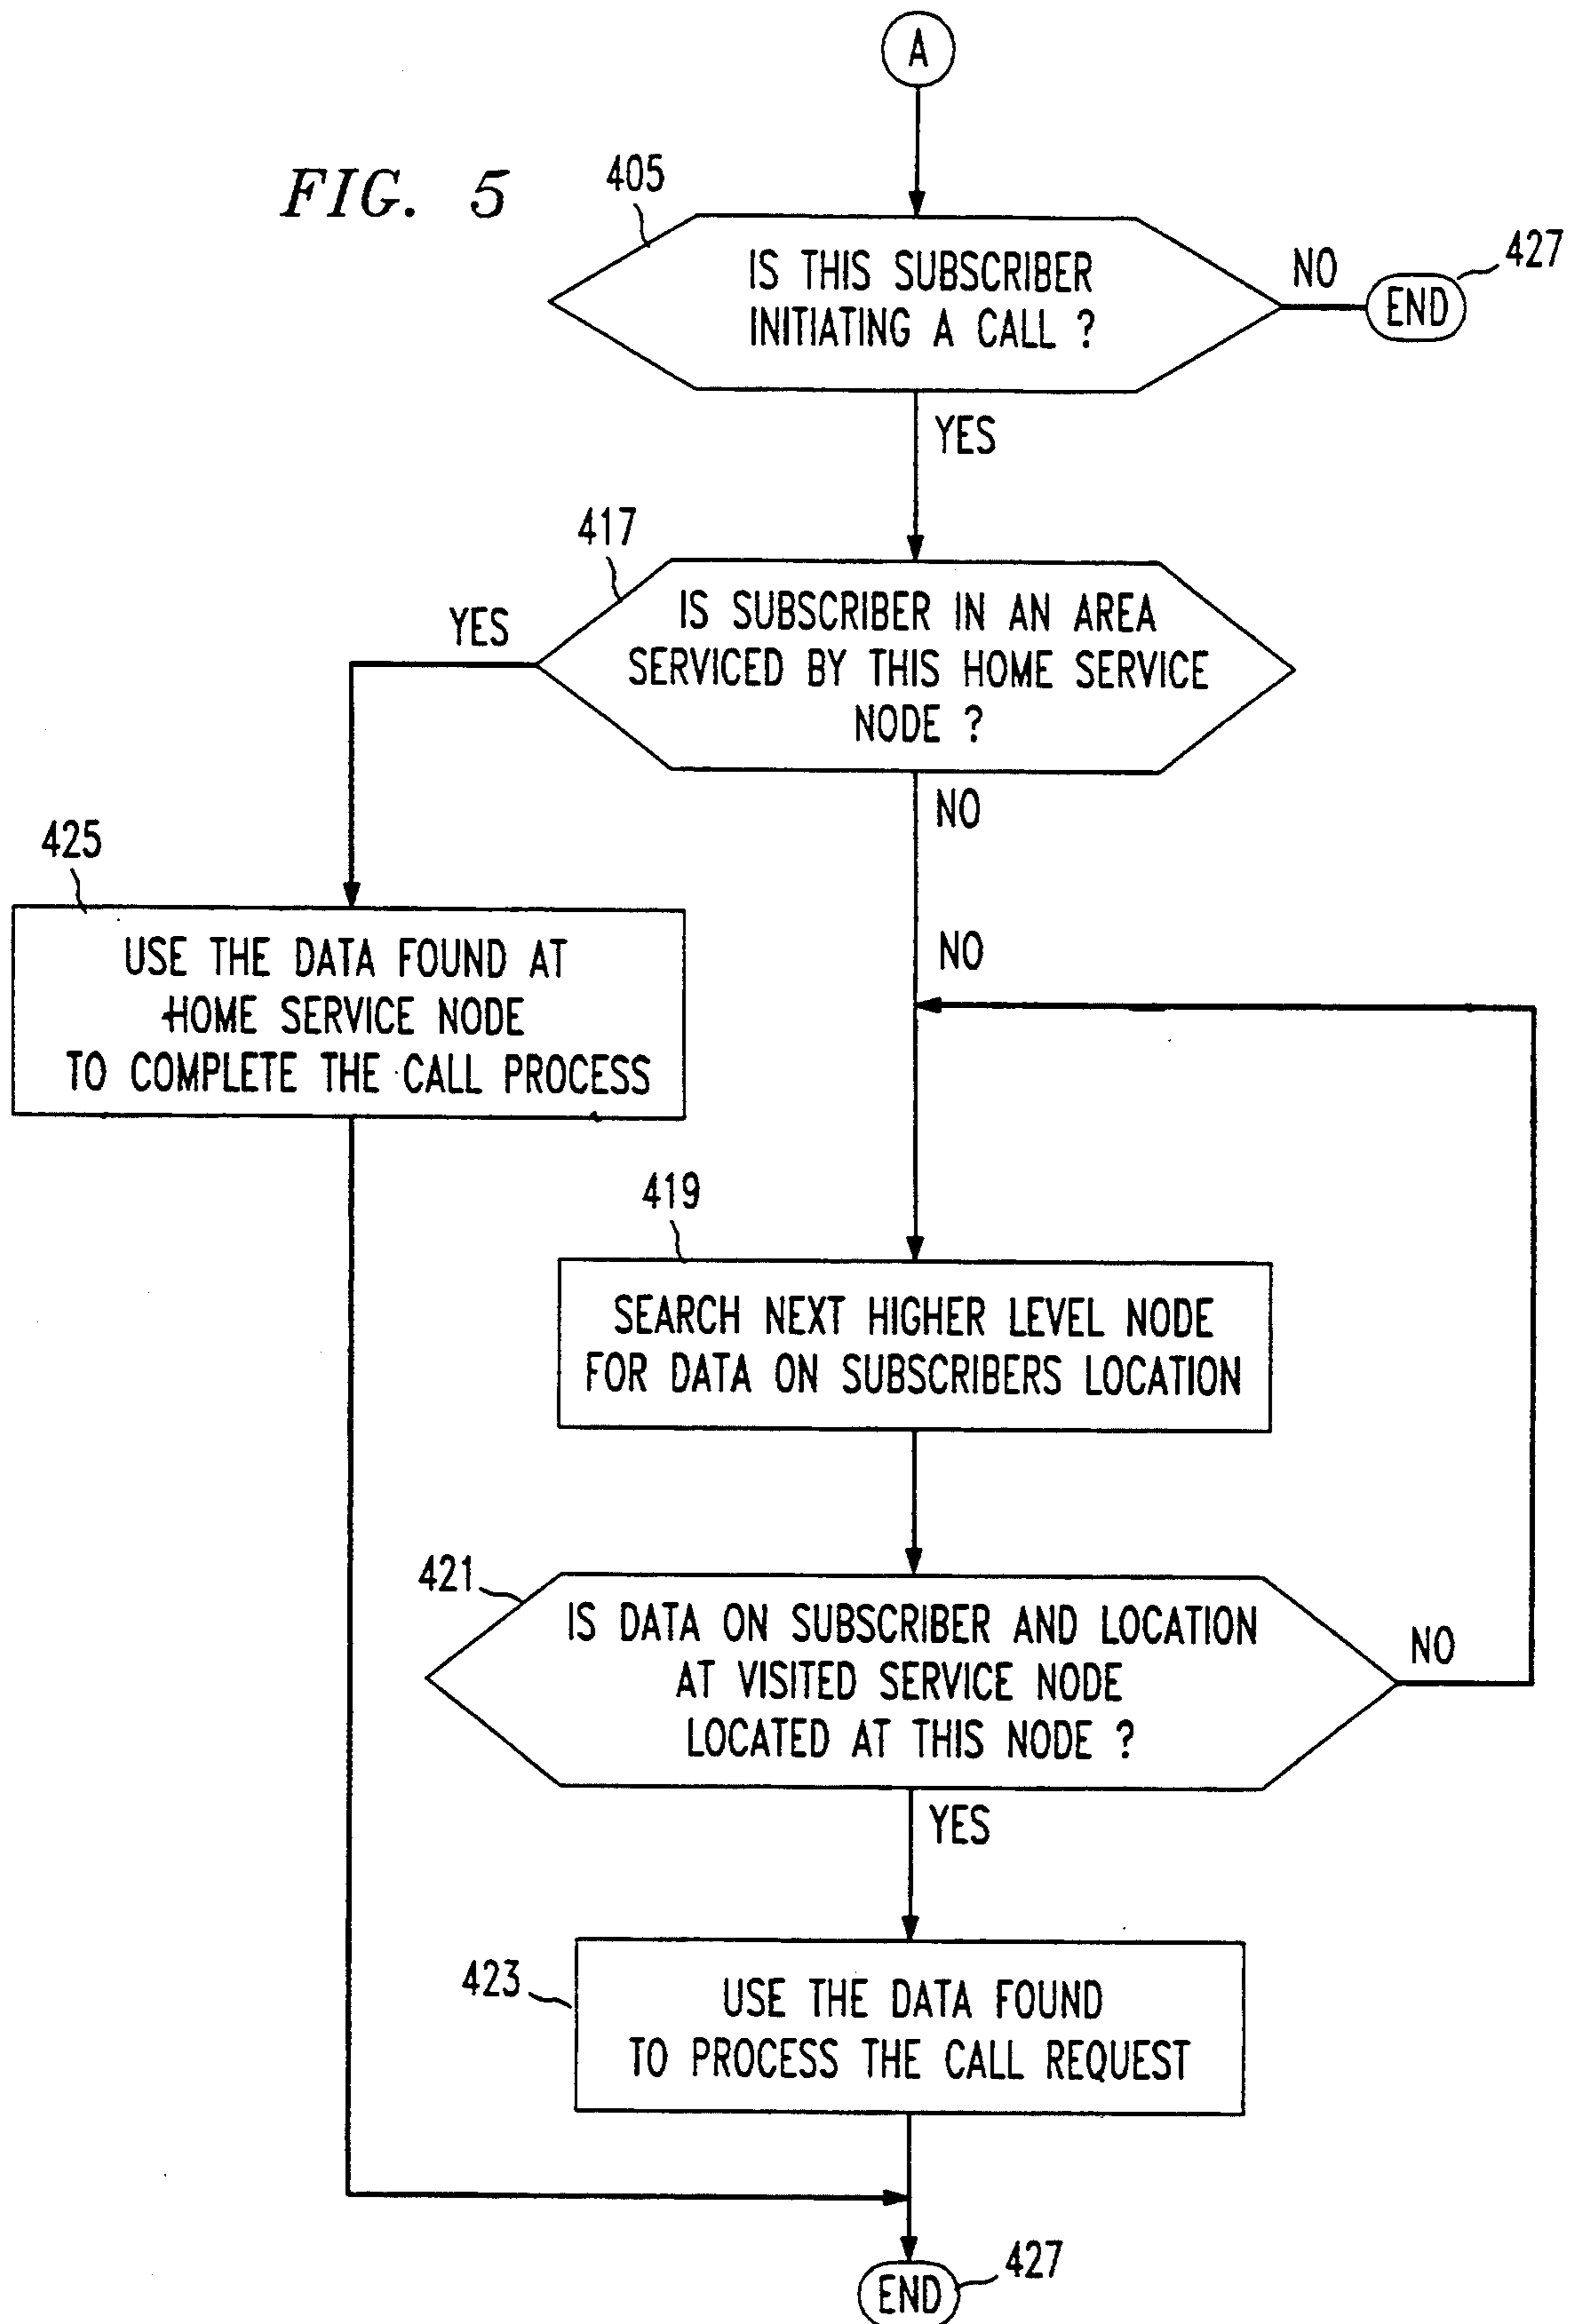 A
FIG. 5
405
IS THIS SUBSCRIBER
INITIATING A CALL ?
NO
END
427
YES
417
IS SUBSCRIBER IN AN AREA
SERVICED BY THIS HOME SERVICE
NODE ?
YES
NO
425
USE THE DATA FOUND AT
HOME SERVICE NODE
TO COMPLETE THE CALL PROCESS
NO
419
SEARCH NEXT HIGHER LEVEL NODE
FOR DATA ON SUBSCRIBERS LOCATION
421
IS DATA ON SUBSCRIBER AND LOCATION
AT VISITED SERVICE NODE
LOCATED AT THIS NODE ?
NO
YES
423
USE THE DATA FOUND
TO PROCESS THE CALL REQUEST
END
427